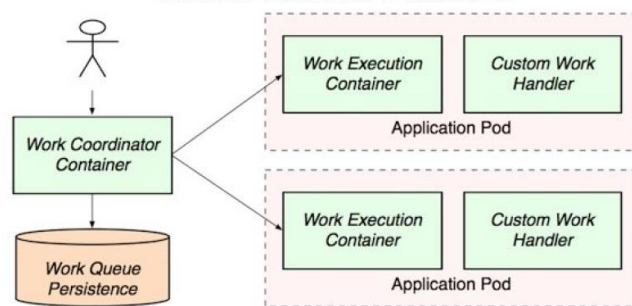 Work Execution
Container
Custom Work
Handler
Application Pod
Work Coordinator
Container
Work Execution
Container
Custom Work
Handler
Application Pod
Work Queue
Persistence